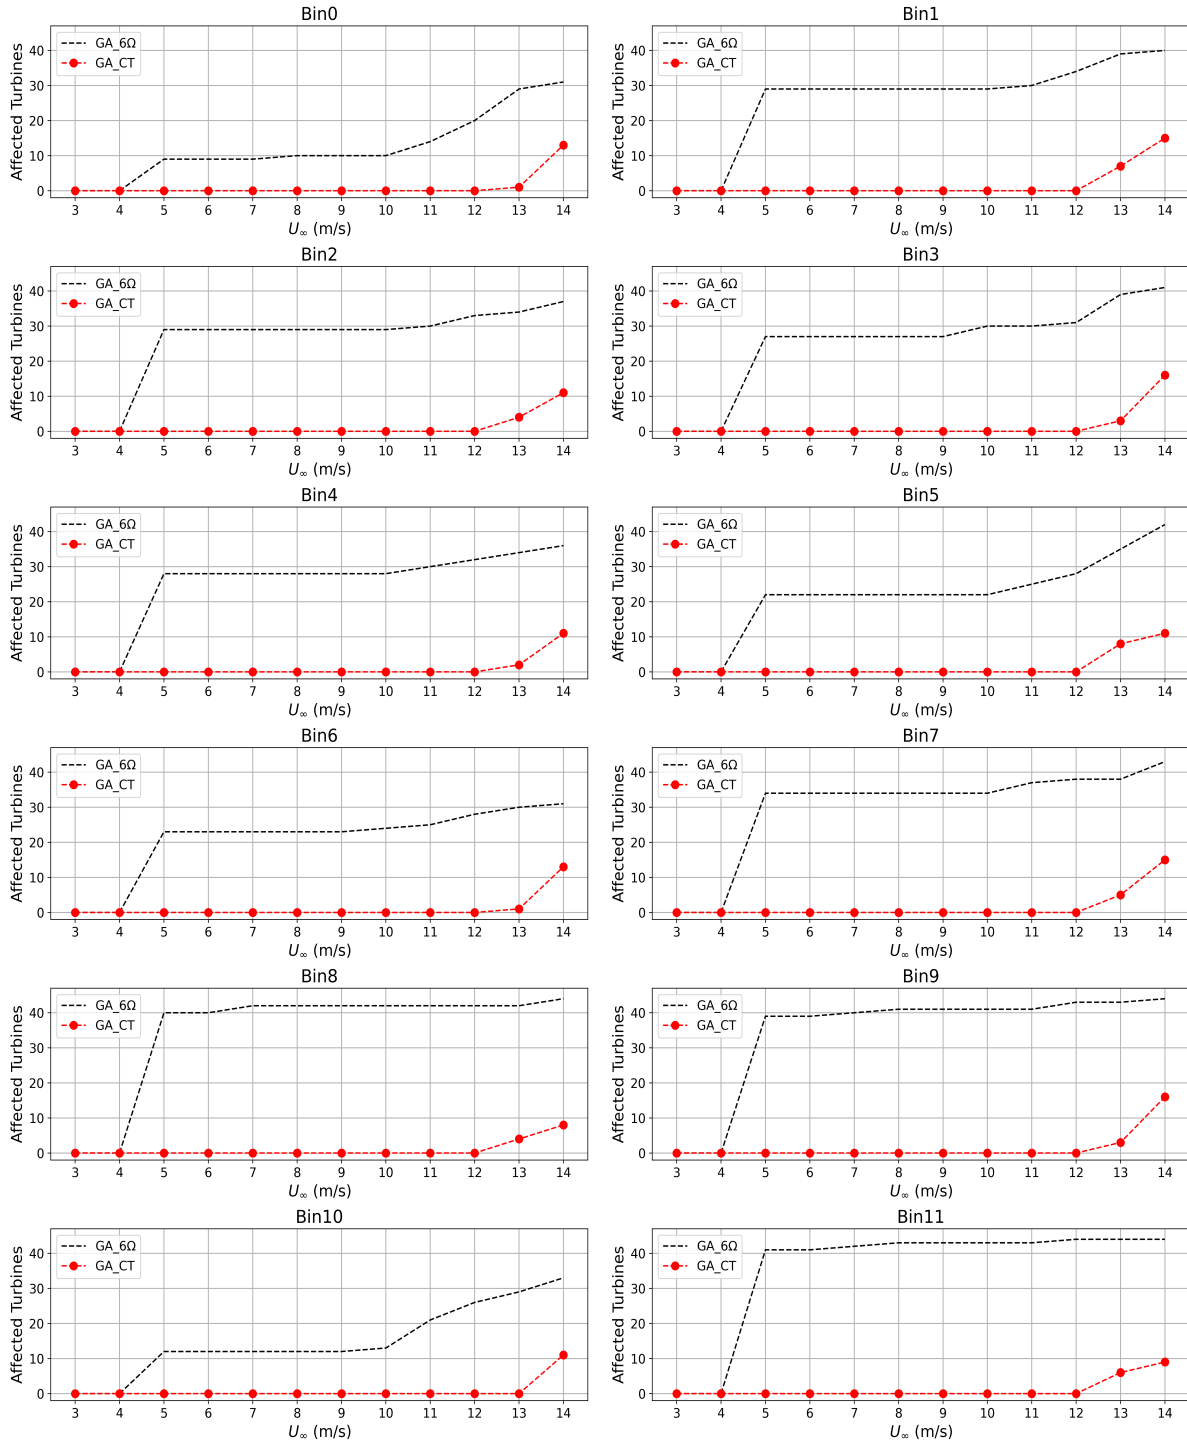 Bin0
Affected Turbines
40
30
20
10
0
GA_6Ω
GA_CT
3 4 5 6 7 8 9 10 11 12 13 14
U∞ (m/s)
Bin1
Affected Turbines
40
30
20
10
0
GA_6Ω
GA_CT
3 4 5 6 7 8 9 10 11 12 13 14
U∞ (m/s)
Bin2
Affected Turbines
40
30
20
10
0
GA_6Ω
GA_CT
3 4 5 6 7 8 9 10 11 12 13 14
U∞ (m/s)
Bin3
Affected Turbines
40
30
20
10
0
GA_6Ω
GA_CT
3 4 5 6 7 8 9 10 11 12 13 14
U∞ (m/s)
Bin4
Affected Turbines
40
30
20
10
0
GA_6Ω
GA_CT
3 4 5 6 7 8 9 10 11 12 13 14
U∞ (m/s)
Bin5
Affected Turbines
40
30
20
10
0
GA_6Ω
GA_CT
3 4 5 6 7 8 9 10 11 12 13 14
U∞ (m/s)
Bin6
Affected Turbines
40
30
20
10
0
GA_6Ω
GA_CT
3 4 5 6 7 8 9 10 11 12 13 14
U∞ (m/s)
Bin7
Affected Turbines
40
30
20
10
0
GA_6Ω
GA_CT
3 4 5 6 7 8 9 10 11 12 13 14
U∞ (m/s)
Bin8
Affected Turbines
40
30
20
10
0
GA_6Ω
GA_CT
3 4 5 6 7 8 9 10 11 12 13 14
U∞ (m/s)
Bin9
Affected Turbines
40
30
20
10
0
GA_6Ω
GA_CT
3 4 5 6 7 8 9 10 11 12 13 14
U∞ (m/s)
Bin10
Affected Turbines
40
30
20
10
0
GA_6Ω
GA_CT
3 4 5 6 7 8 9 10 11 12 13 14
U∞ (m/s)
Bin11
Affected Turbines
40
30
20
10
0
GA_6Ω
GA_CT
3 4 5 6 7 8 9 10 11 12 13 14
U∞ (m/s)